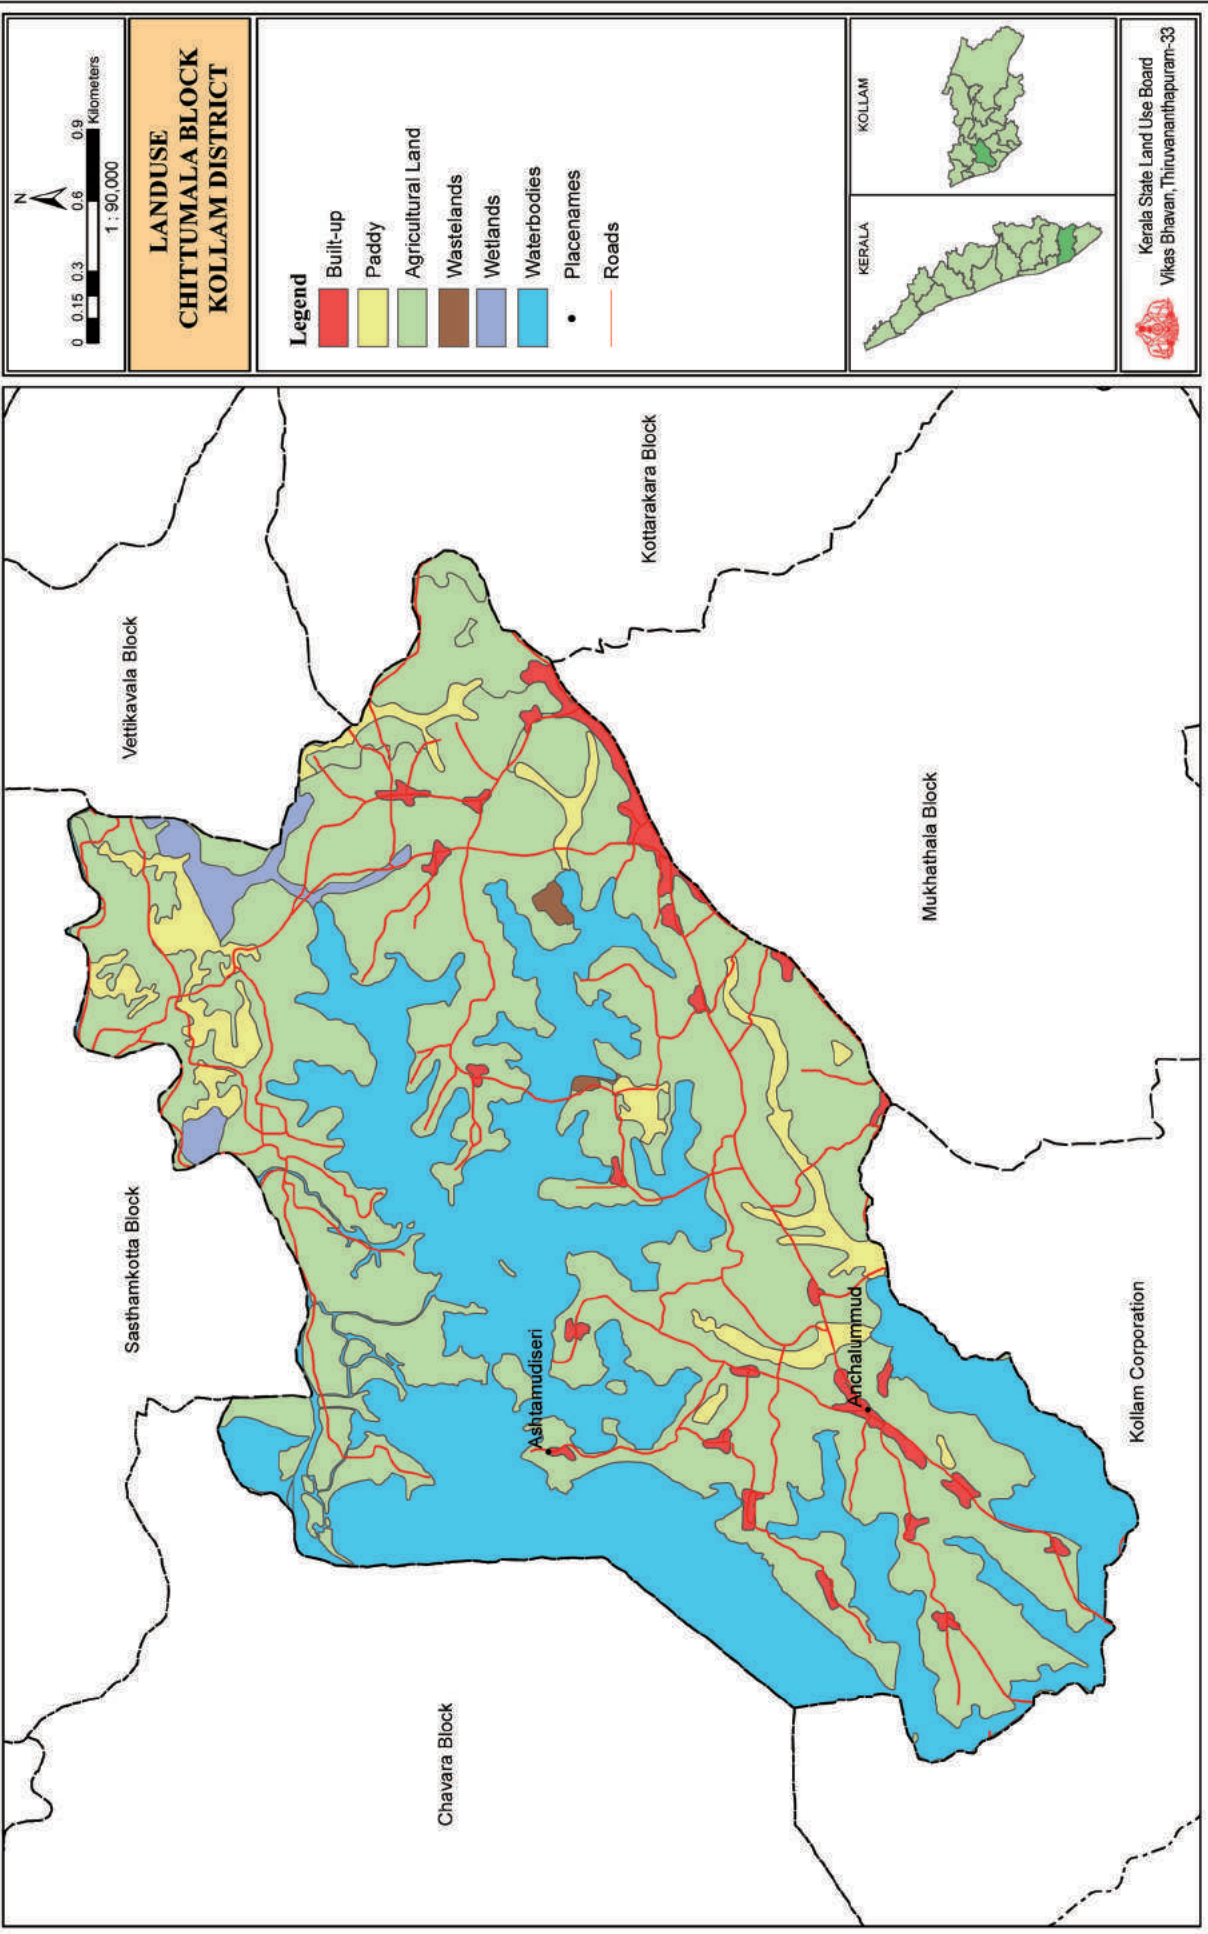 LANDUSE
CHITTUMALA BLOCK
KOLLAM DISTRICT
N
0 0.15 0.3 0.6 0.9
Kilometers
1 : 90,000
Legend
Built-up
Paddy
Agricultural Land
Wastelands
Wetlands
Waterbodies
Placenames
Roads
KERALA
KOLLAM
Kerala State Land Use Board
Vikas Bhavan,Thiruvananthapuram-33
Sasthamkotta Block
Vettikavala Block
Chavara Block
Ashtamudiseri
Kottarakara Block
Anchalummud
Mukhathala Block
Kollam Corporation